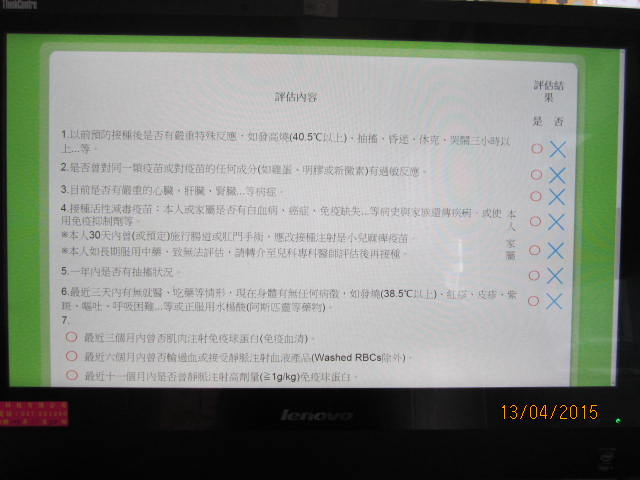 ThinkCentre
評估內容
評估結
果
是 否
1.以前預防接種後是否有嚴重特殊反應，如發高燒(40.5℃以上)、抽搐、昏迷、休克、哭鬧三小時以
上...等。
2.是否曾對同一類疫苗或對疫苗的任何成分(如雞蛋、明膠或新黴素)有過敏反應。
3.目前是否有嚴重的心臟、肝臟、腎臟...等病症。
4.接種活性減毒疫苗：本人或家屬是否有白血病、癌症、免疫缺失...等病史與家族遺傳疾病，或使
用免疫抑制劑等。
本
人
※本人30天內曾(或預定)施行腸道或肛門手術，應改接種注射是小兒麻痺疫苗。
※本人如長期服用中藥、致無法評估，請轉介至兒科專科醫師評估後再接種。
家
屬
5.一年內是否有抽搐狀況。
6.最近三天內有無就醫、吃藥等情形，現在身體有無任何病徵，如發燒(38.5℃以上)、紅疹、皮疹、紫
斑、嘔吐、呼吸困難...等或正服用水楊酸(阿斯匹靈等藥物)。
7.
最近三個月內曾否肌肉注射免疫球蛋白(免疫血清)。
最近六個月內曾否輸過血或接受靜脈注射血液產品(Washed RBCs除外)。
最近十一個月內是否曾靜脈注射高劑量(≧1g/kg)免疫球蛋白。
lenovo
13/04/2015